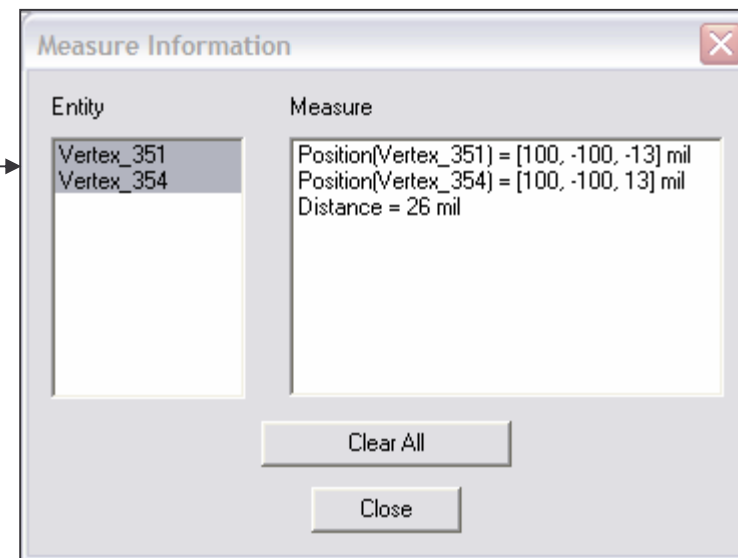 Measure Information
Entity
Measure
Vertex_351
Vertex_354
Position(Vertex_351) = [100, -100, -13] mil
Position(Vertex_354) = [100, -100, 13] mil
Distance = 26 mil
Clear All
Close